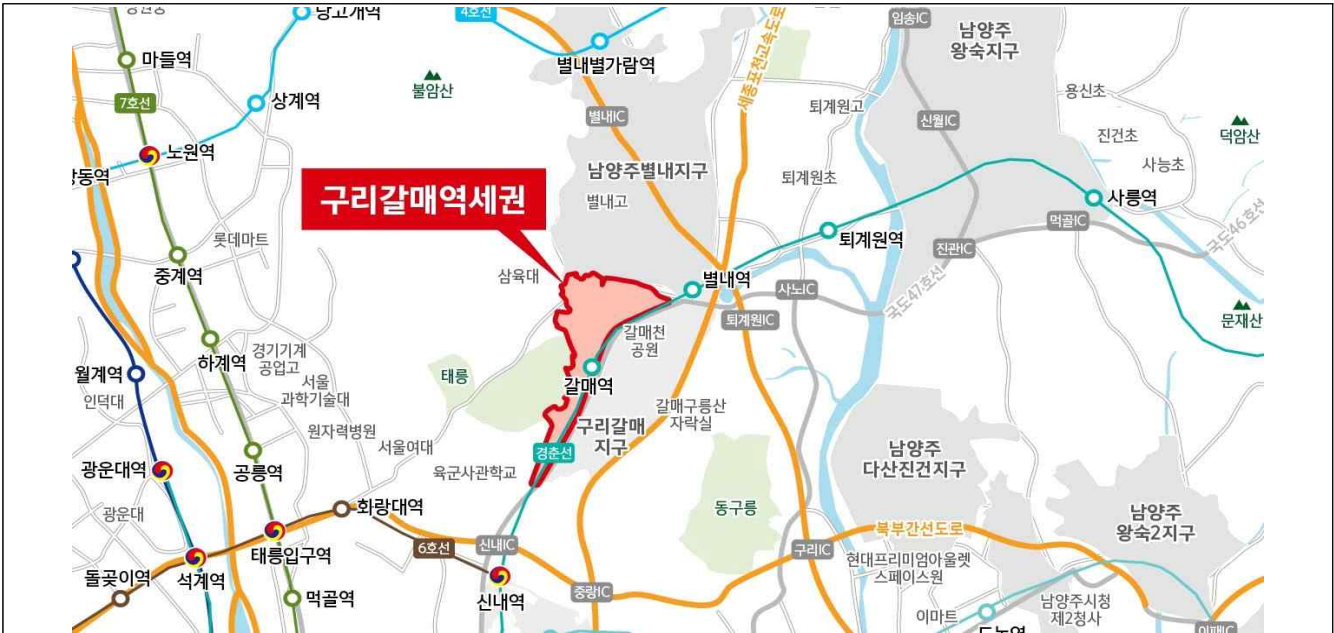 당고개역
4호선
마들역
불암산
별내별가람역
세종포천고속도로
임송IC
남양주
왕숙지구
7호선
상계역
별내IC
퇴계원고
용신초
신월IC
진건초
덕암산
노원역
남양주별내지구
퇴계원초
사능초
구리갈매역세권
별내고
사릉역
롯데마트
퇴계원역
먹골IC
국도46호선
진관IC
중계역
삼육대
별내역
사노IC
국도47호선
퇴계원IC
문재산
갈매천
공원
하계역
경기기계
공업고
월계역
인덕대
서울
과학기술대
태릉
갈매역
갈매구릉산
자락실
구리갈매
지구
원자력병원
서울여대
남양주
다산진건지구
경춘선
광운대역
공릉역
육군사관학교
동구릉
화랑대역
광운대
남양주
왕숙2지구
북부간선도로
태릉입구역
6호선
신내IC
구리IC
현대프리미엄아울렛
스페이스원
돌곶이역
석계역
먹골역
신내역
중랑IC
이마트
남양주시청
제2청사